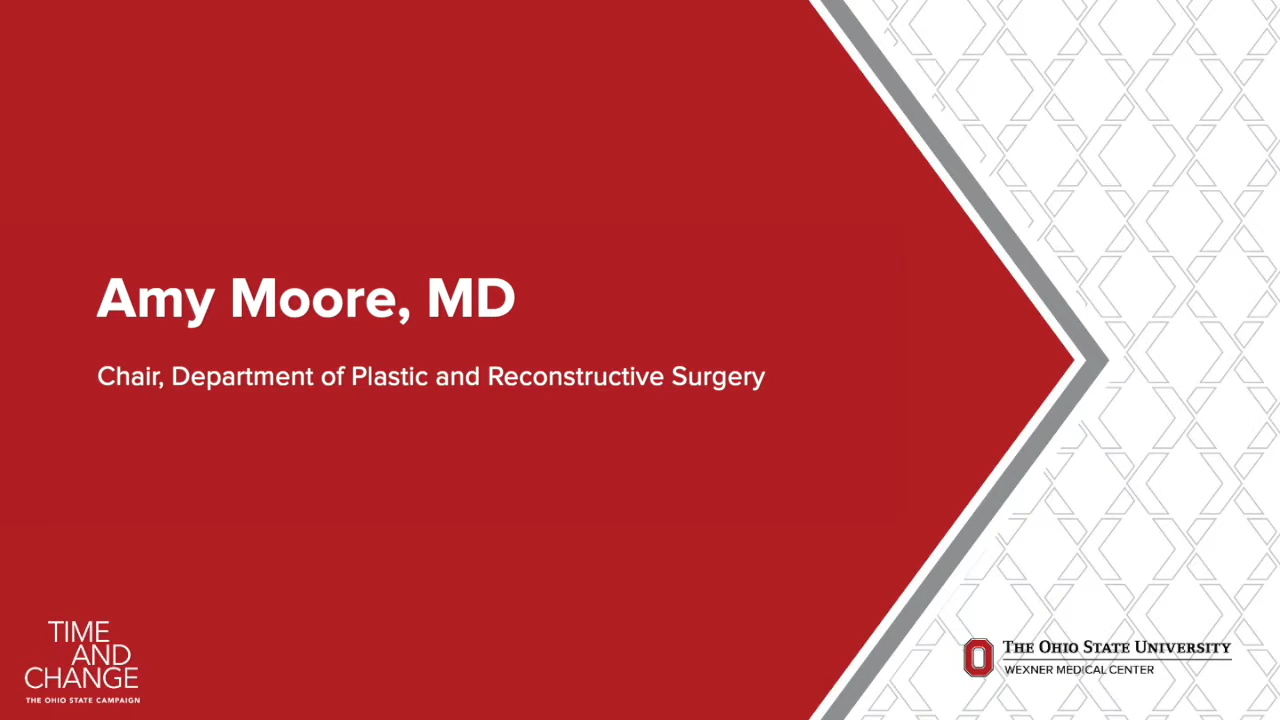 Amy Moore, MD
Chair, Department of Plastic and Reconstructive Surgery
TIME
AND
CHANGE
THE OHIO STATE CAMPAIGN
THE OHIO STATE UNIVERSITY
WEXNER MEDICAL CENTER